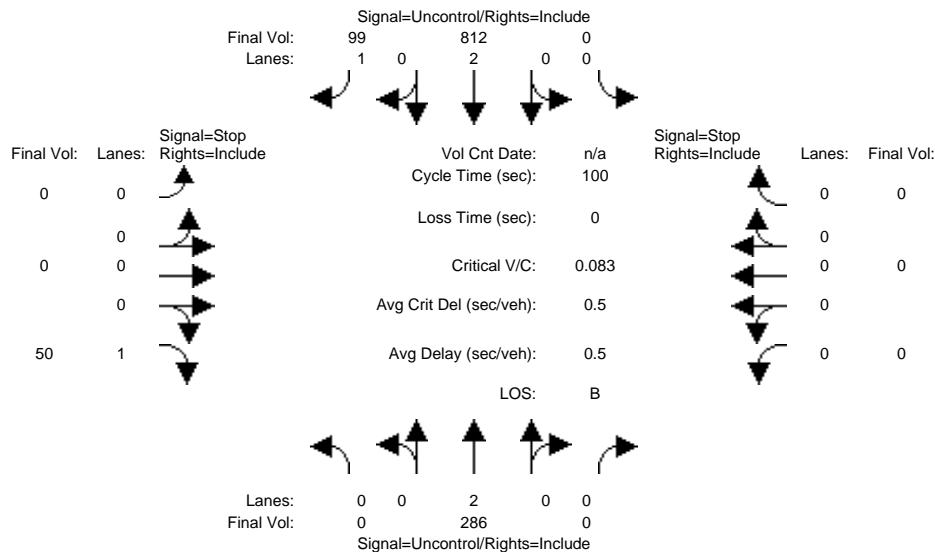 Signal=Uncontrol/Rights=Include
Final Vol: 99 812 0
Lanes: 1 0 2 0 0
Signal=Stop
Final Vol: Lanes: Rights=Include
Vol Cnt Date: n/a
Signal=Stop
Rights=Include Lanes: Final Vol:
Cycle Time (sec): 100
0 0
0 0
Loss Time (sec): 0
0
0
0 0
Critical V/C: 0.083
0 0
0
Avg Crit Del (sec/veh): 0.5
0
50 1
Avg Delay (sec/veh): 0.5
0 0
LOS: B
Lanes: 0 0 2 0 0
Final Vol: 0 286 0
Signal=Uncontrol/Rights=Include